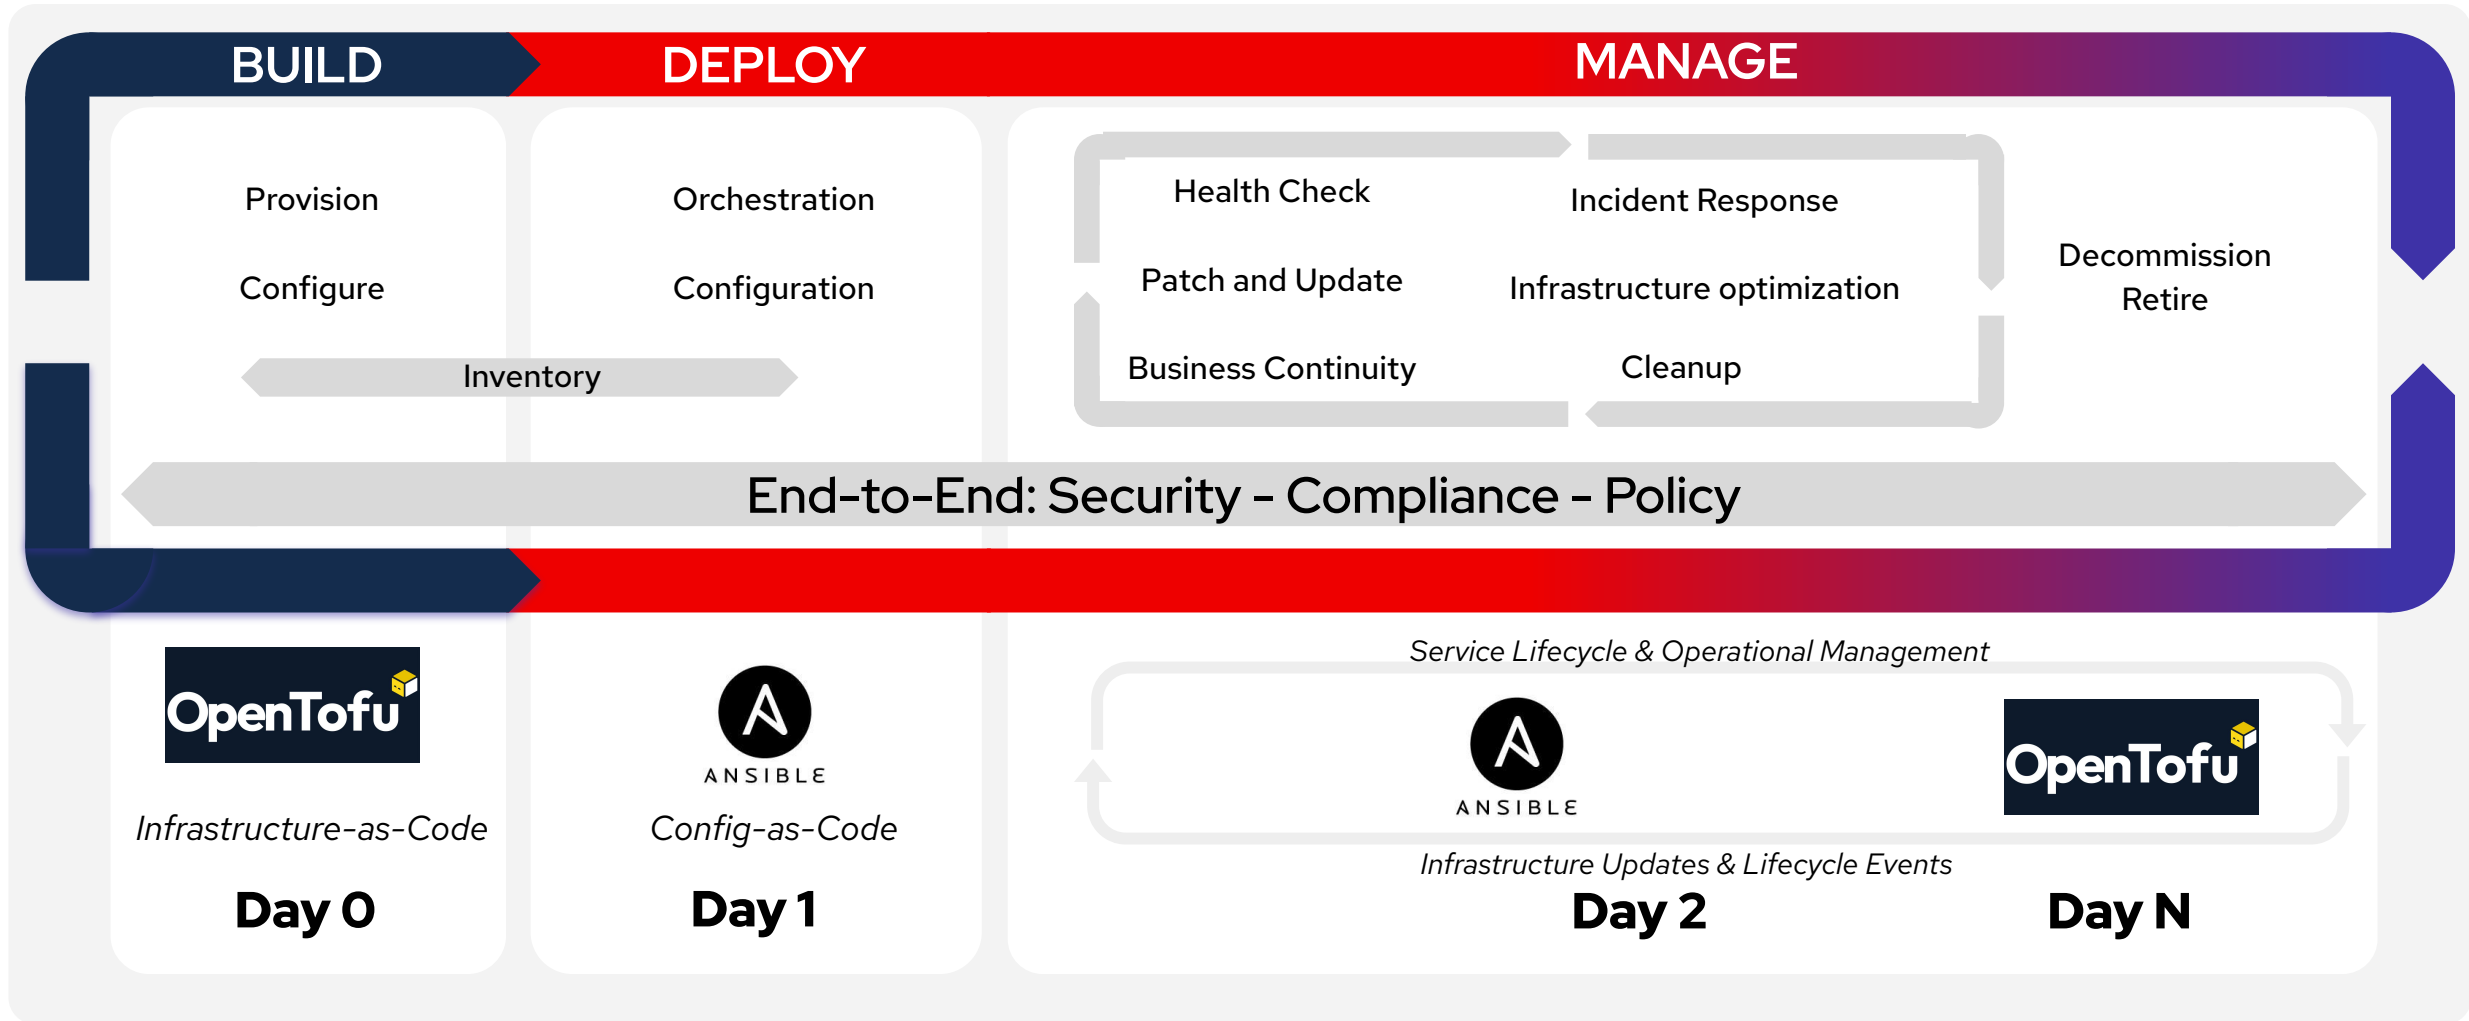 BUILD
DEPLOY
MANAGE
Provision
Configure
Orchestration
Configuration
Inventory
Health Check
Patch and Update
Business Continuity
Incident Response
Infrastructure optimization
Cleanup
Decommission
Retire
End-to-End: Security - Compliance - Policy
OpenTofu
Infrastructure-as-Code
Day 0
ANSIBLE
Config-as-Code
Day 1
Service Lifecycle & Operational Management
ANSIBLE
OpenTofu
Infrastructure Updates & Lifecycle Events
Day 2
Day N